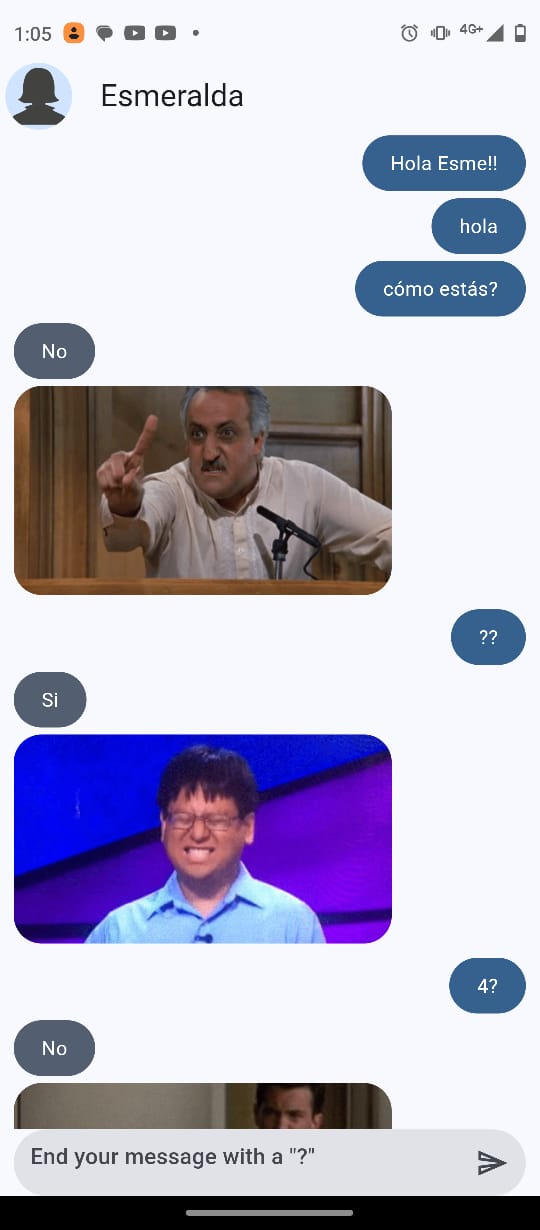 1:05
4G+
Esmeralda
Hola Esme!!
hola
cómo estás?
No
??
Si
4?
No
End your message with a "?"